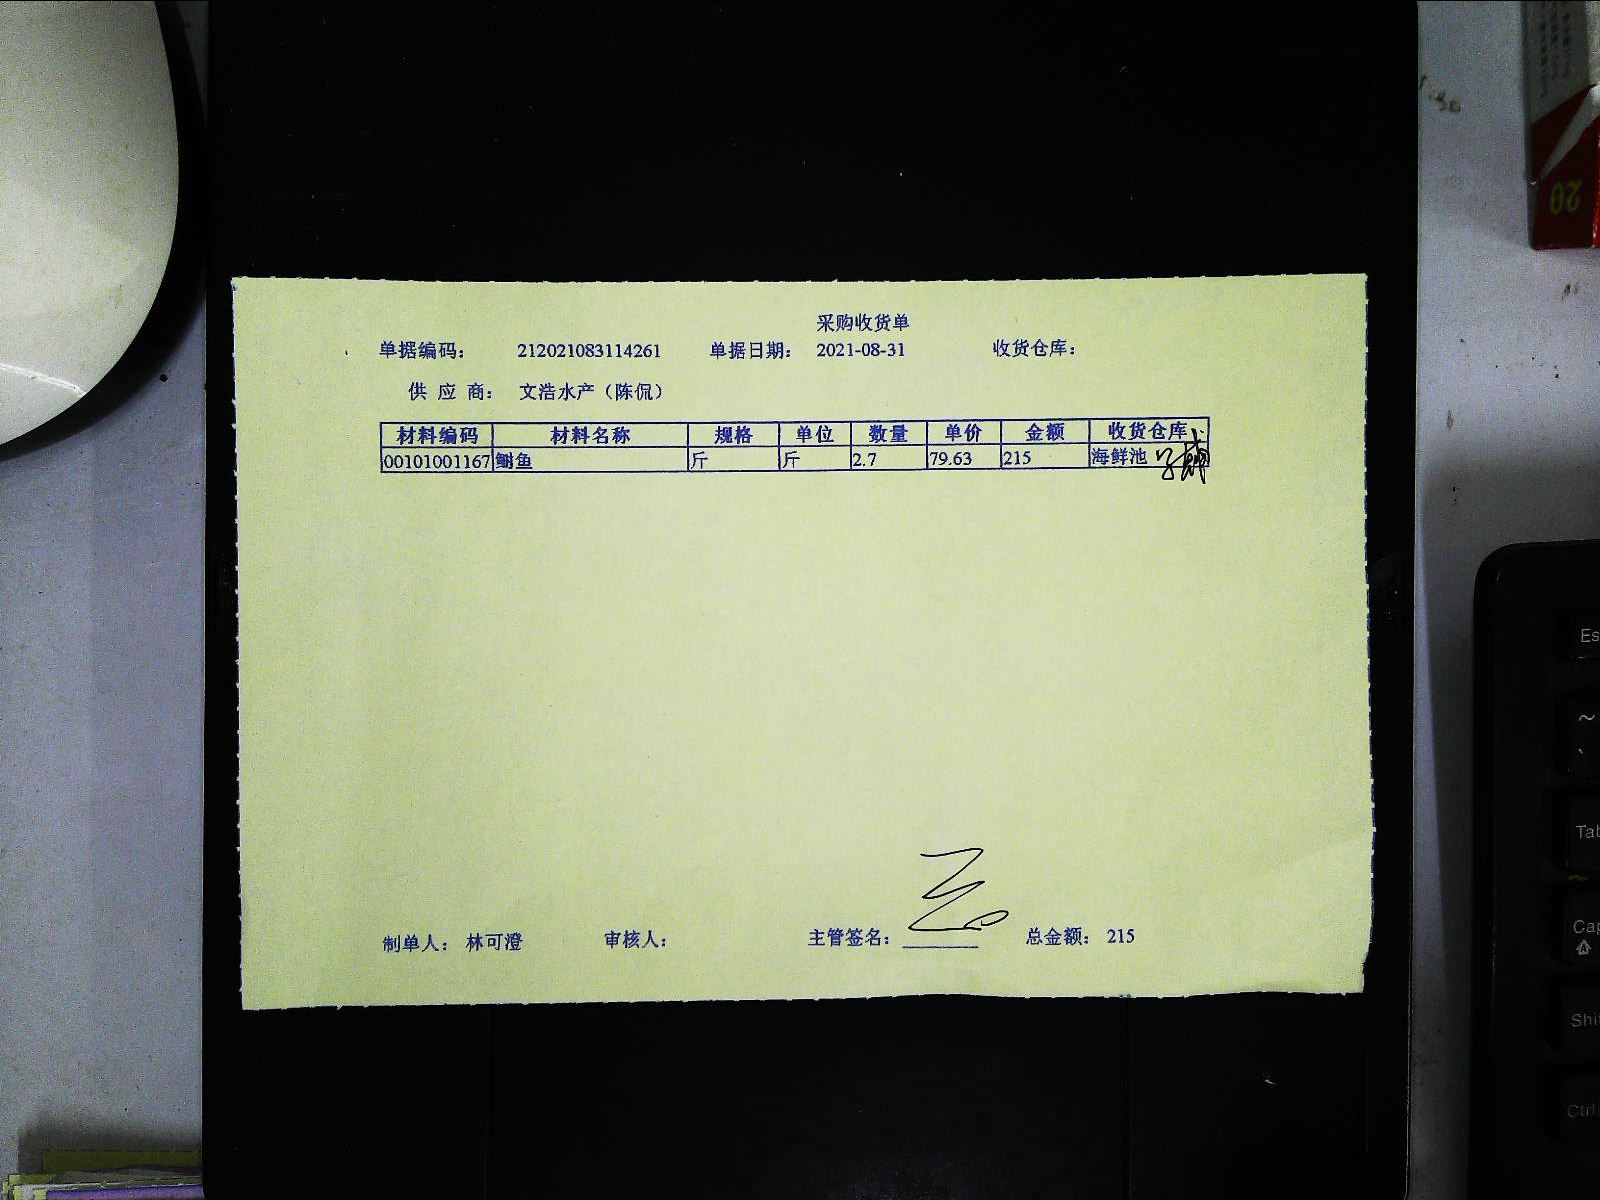 采购收货单
单据编码： 212021083114261 单据日期： 2021-08-31 收货仓库：
供 应 商： 文浩水产（陈侃）
材料编码 材料名称 规格 单位 数量 单价 金额 收货仓库
00101001167 鮒鱼 斤 斤 2.7 79.63 215 海鲜池
制单人： 林可澄 审核人： 主管签名： 总金额： 215
20
Es
~
Tab
Cap
Shi
Ctrl